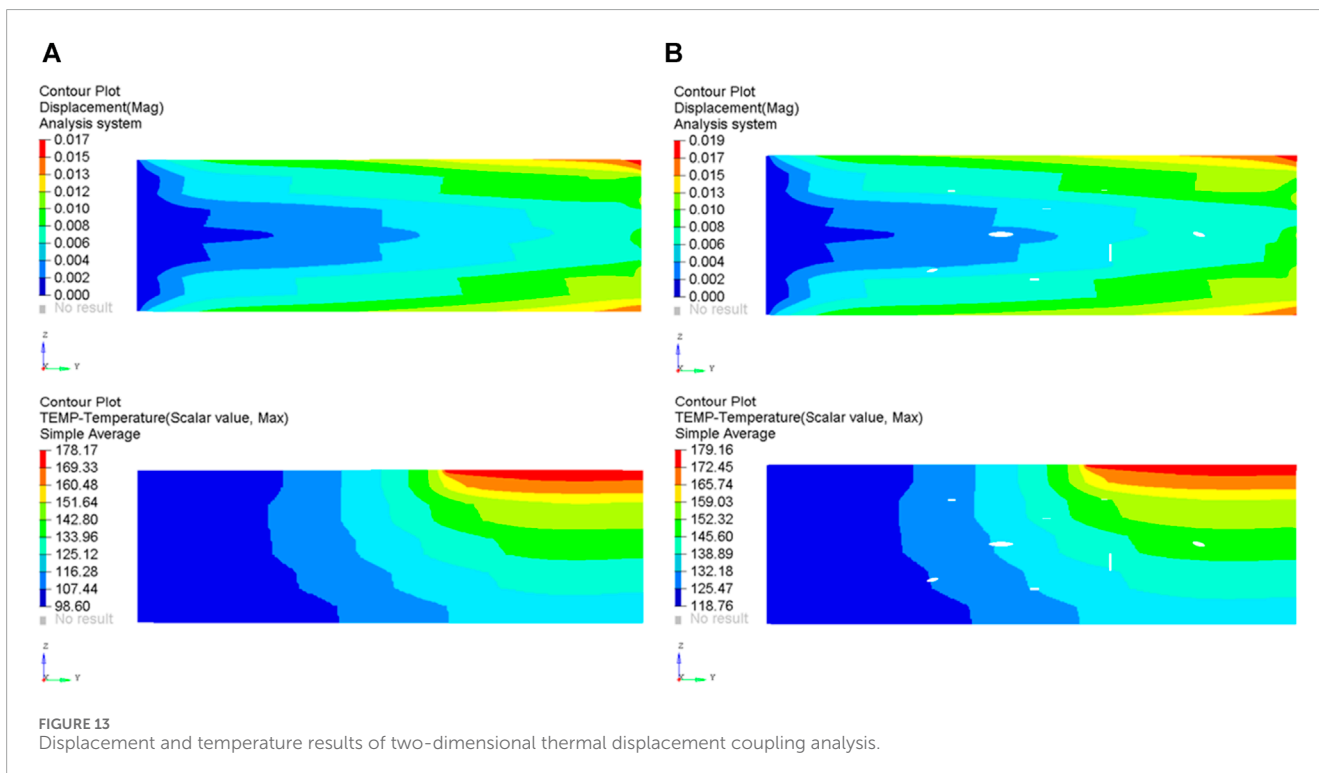 A
Contour Plot
Displacement(Mag)
Analysis system
0.017
0.015
0.013
0.012
0.010
0.008
0.006
0.004
0.002
0.000
No result
Z
X Y
Contour Plot
TEMP-Temperature(Scalar value, Max)
Simple Average
178.17
169.33
160.48
151.64
142.80
133.96
125.12
116.28
107.44
98.60
No result
Z
X Y
B
Contour Plot
Displacement(Mag)
Analysis system
0.019
0.017
0.015
0.013
0.010
0.008
0.006
0.004
0.002
0.000
No result
Z
X Y
Contour Plot
TEMP-Temperature(Scalar value, Max)
Simple Average
179.16
172.45
165.74
159.03
152.32
145.60
138.89
132.18
125.47
118.76
No result
Z
X Y
FIGURE 13
Displacement and temperature results of two-dimensional thermal displacement coupling analysis.